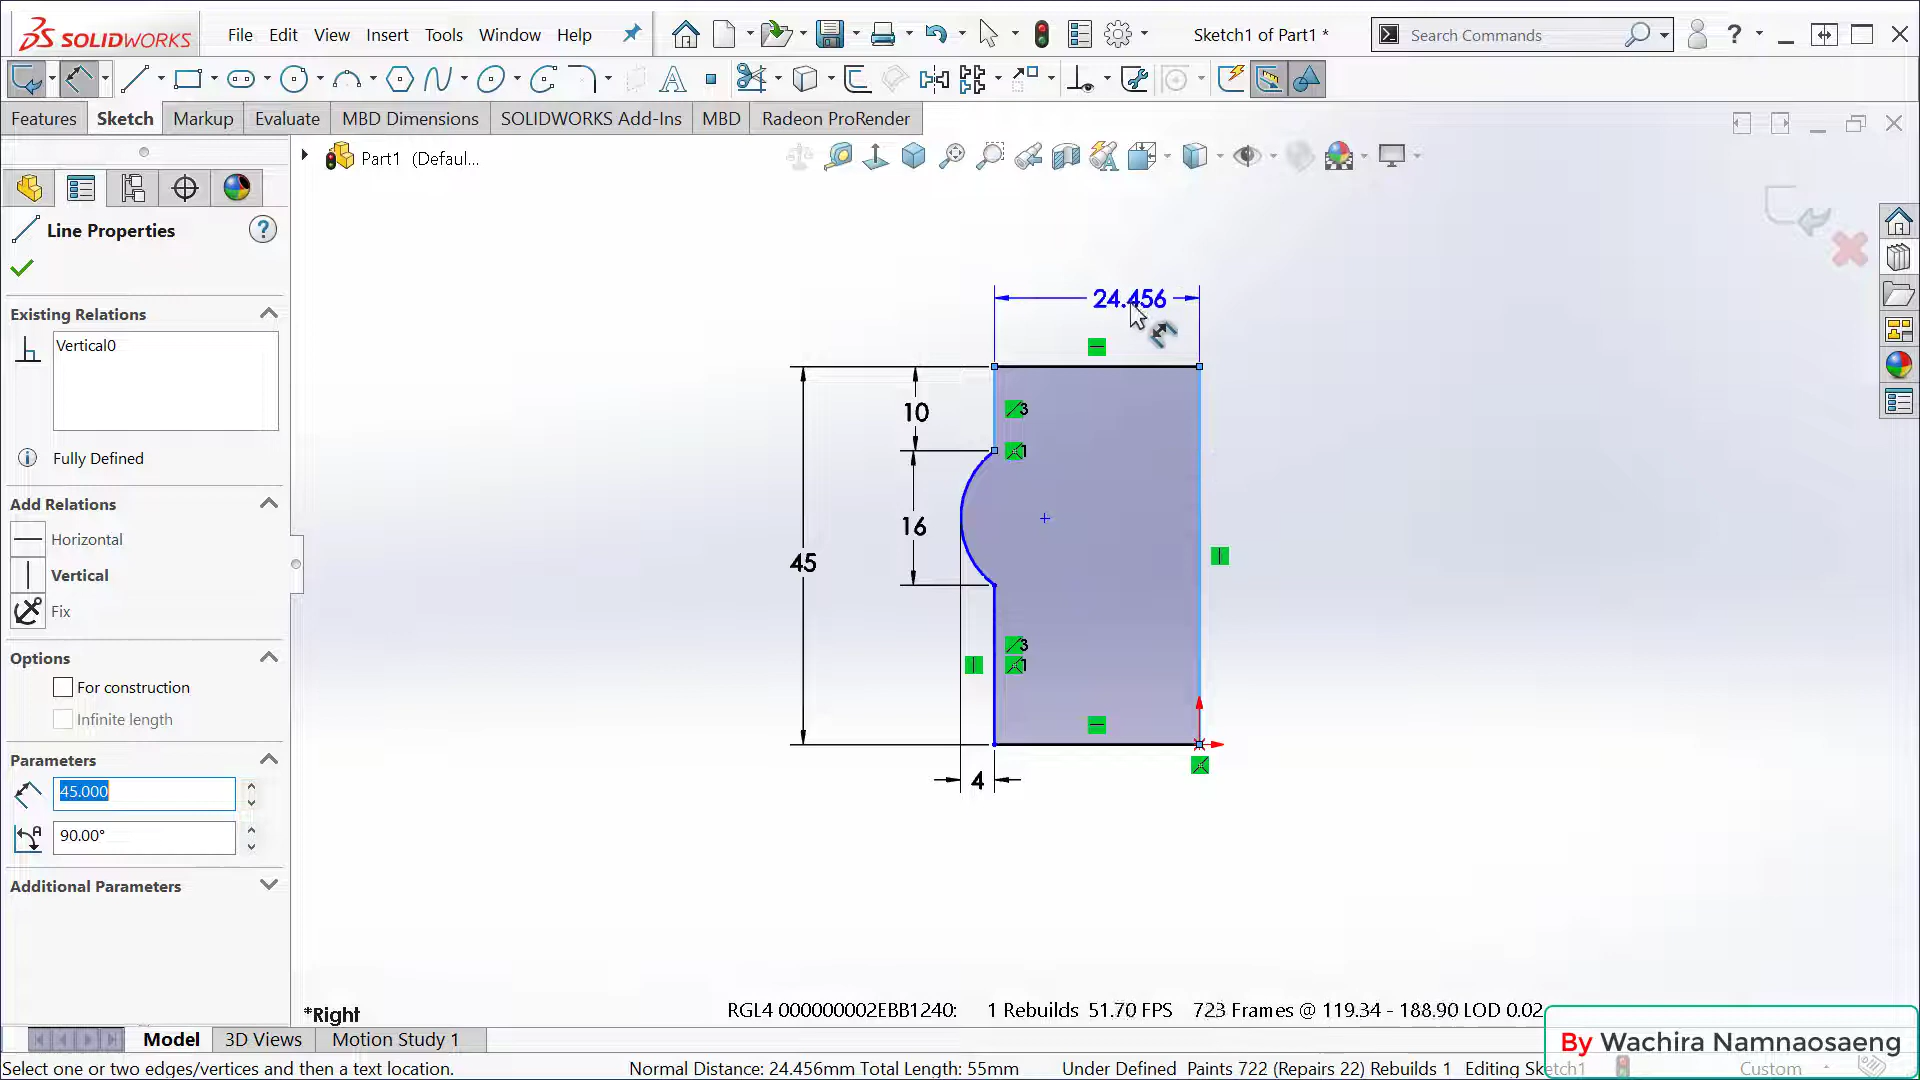 SOLIDWORKS File Edit View Insert Tools Window Help Sketch1 of Part1 * Search Commands ?
Features Sketch Markup Evaluate MBD Dimensions SOLIDWORKS Add-Ins MBD Radeon ProRender
Part1 (Defaul...
Line Properties ?
Existing Relations
Vertical0
Fully Defined
Add Relations
Horizontal
Vertical
Fix
Options
For construction
Infinite length
Parameters
45.000
90.00°
Additional Parameters
24.456
10
3
1
16
45
3
1
4
*Right
RGL4 000000002EBB1240: 1 Rebuilds 51.70 FPS 723 Frames @ 119.34 - 188.90 LOD 0.02
Model 3D Views Motion Study 1
By Wachira Namnaosaeng
Select one or two edges/vertices and then a text location. Normal Distance: 24.456mm Total Length: 55mm Under Defined Paints 722 (Repairs 22) Rebuilds 1 Editing Sketch1 Custom